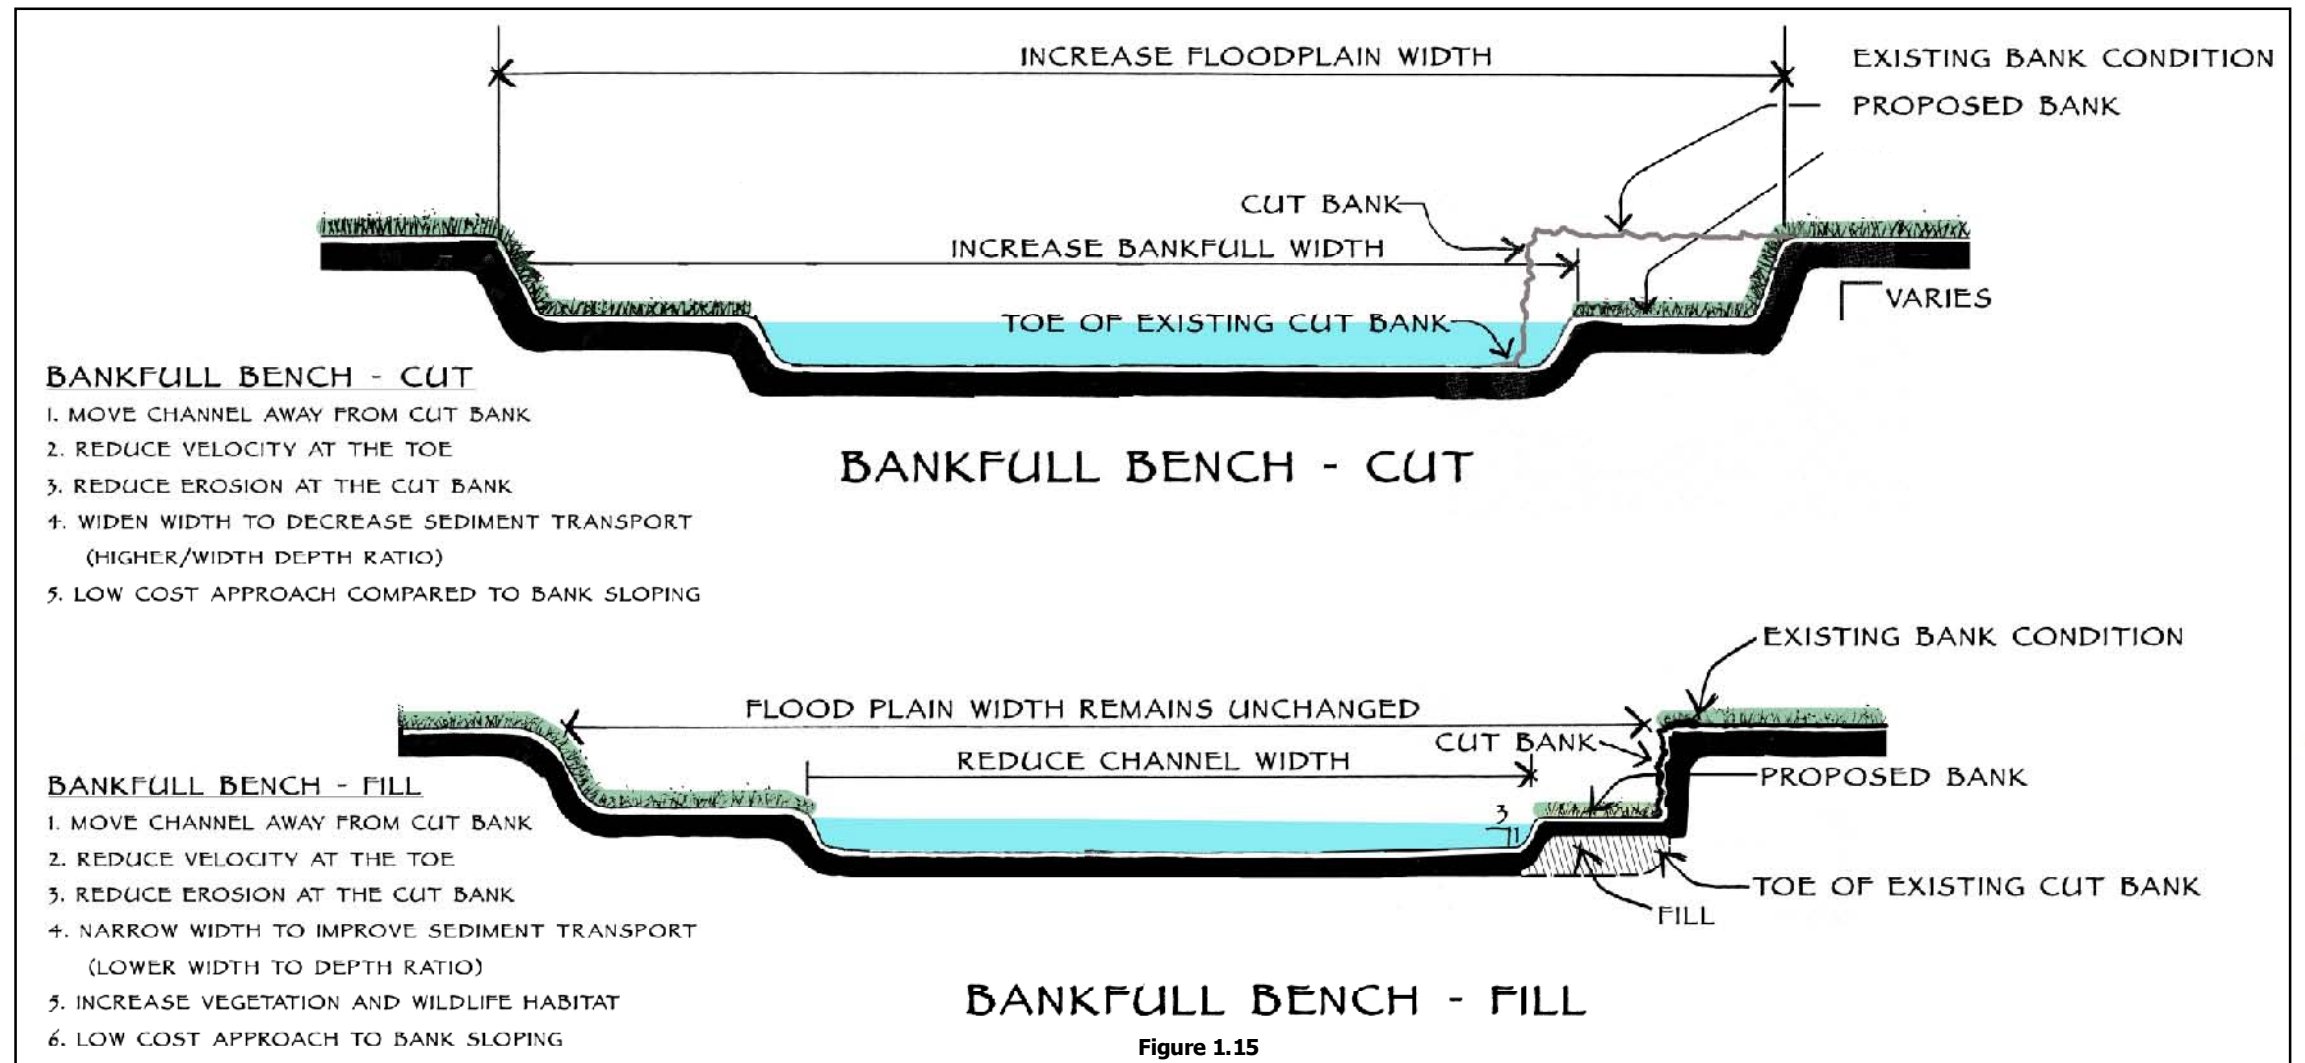 INCREASE FLOODPLAIN WIDTH
EXISTING BANK CONDITION
PROPOSED BANK
CUT BANK
INCREASE BANKFULL WIDTH
VARIES
TOE OF EXISTING CUT BANK
BANKFULL BENCH - CUT
1. MOVE CHANNEL AWAY FROM CUT BANK
2. REDUCE VELOCITY AT THE TOE
3. REDUCE EROSION AT THE CUT BANK
4. WIDEN WIDTH TO DECREASE SEDIMENT TRANSPORT
(HIGHER/WIDTH DEPTH RATIO)
5. LOW COST APPROACH COMPARED TO BANK SLOPING
BANKFULL BENCH - CUT
EXISTING BANK CONDITION
FLOOD PLAIN WIDTH REMAINS UNCHANGED
CUT BANK
REDUCE CHANNEL WIDTH
PROPOSED BANK
3
1
TOE OF EXISTING CUT BANK
FILL
BANKFULL BENCH - FILL
1. MOVE CHANNEL AWAY FROM CUT BANK
2. REDUCE VELOCITY AT THE TOE
3. REDUCE EROSION AT THE CUT BANK
4. NARROW WIDTH TO IMPROVE SEDIMENT TRANSPORT
(LOWER WIDTH TO DEPTH RATIO)
5. INCREASE VEGETATION AND WILDLIFE HABITAT
6. LOW COST APPROACH TO BANK SLOPING
BANKFULL BENCH - FILL
Figure 1.15